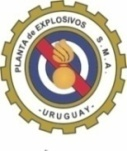 PLANTA de EXPLOSIVOS S.M.A.
- URUGUAY -